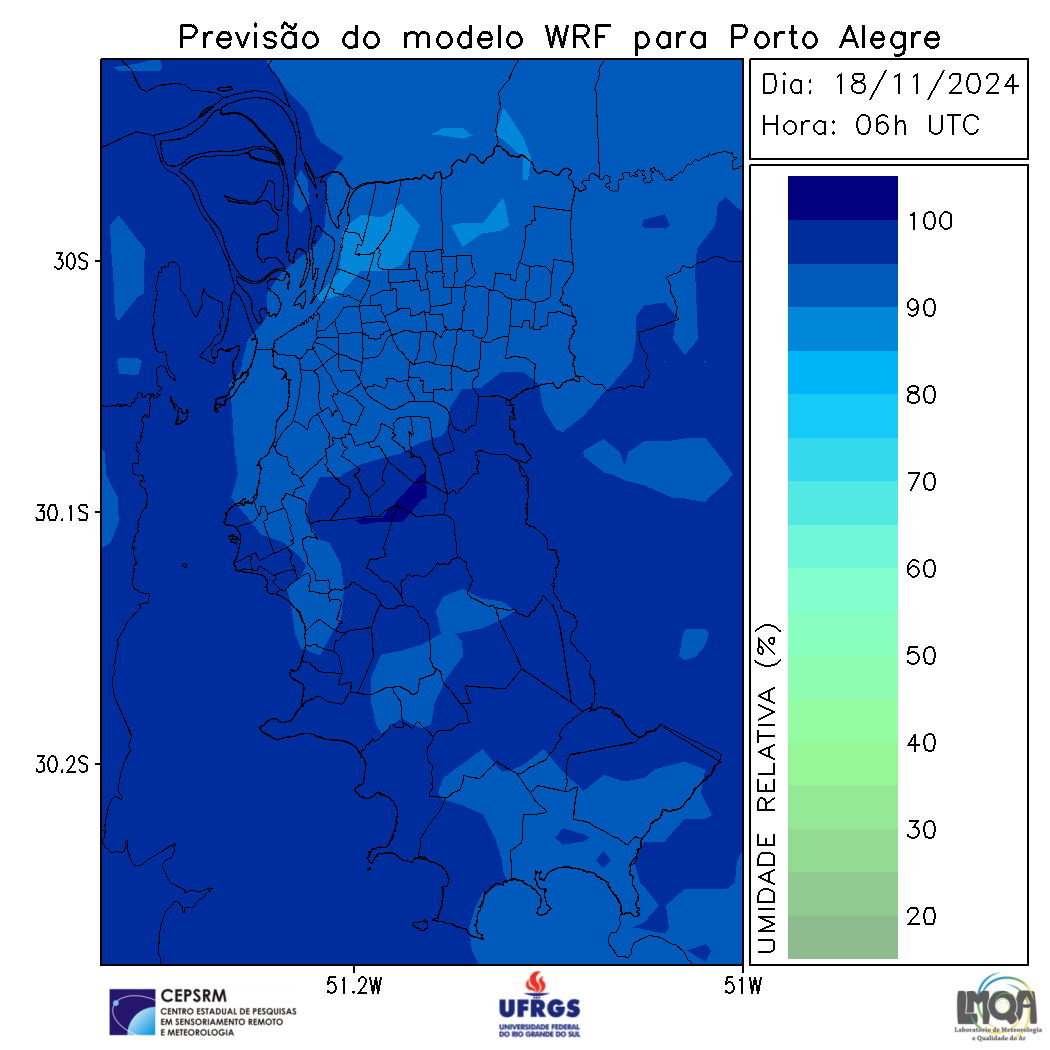 Previsão do modelo WRF para Porto Alegre
Dia: 18/11/2024
Hora: 06h UTC
30S
30.1S
30.2S
51.2W
51W
UMIDADE RELATIVA (%)
100
90
80
70
60
50
40
30
20
CEPSRM
CENTRO ESTADUAL DE PESQUISAS
EM SENSORIAMENTO REMOTO
E METEOROLOGIA
UFRGS
UNIVERSIDADE FEDERAL
DO RIO GRANDE DO SUL
LMQA
Laboratório de Meteorologia
e Qualidade do Ar